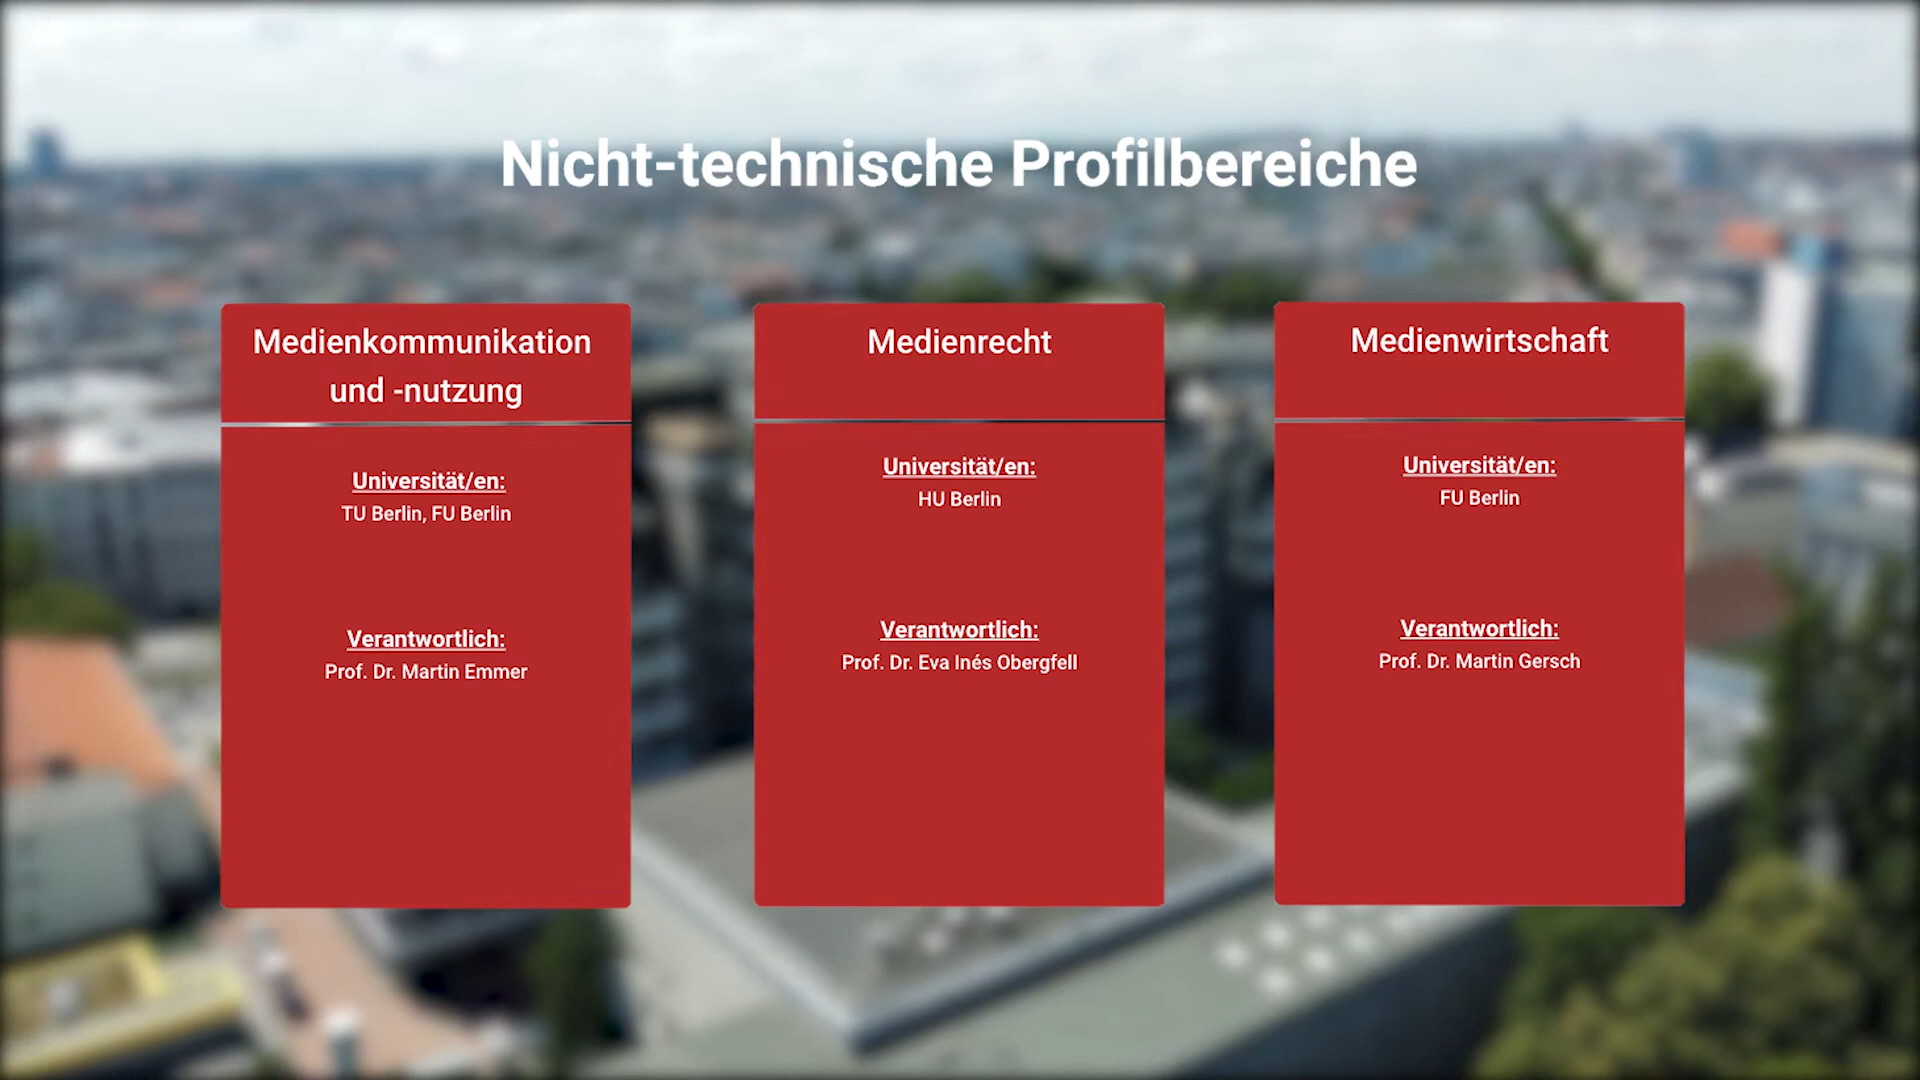 Nicht-technische Profilbereiche
Medienkommunikation
und -nutzung
Universität/en:
TU Berlin, FU Berlin
Verantwortlich:
Prof. Dr. Martin Emmer
Medienrecht
Universität/en:
HU Berlin
Verantwortlich:
Prof. Dr. Eva Inés Obergfell
Medienwirtschaft
Universität/en:
FU Berlin
Verantwortlich:
Prof. Dr. Martin Gersch